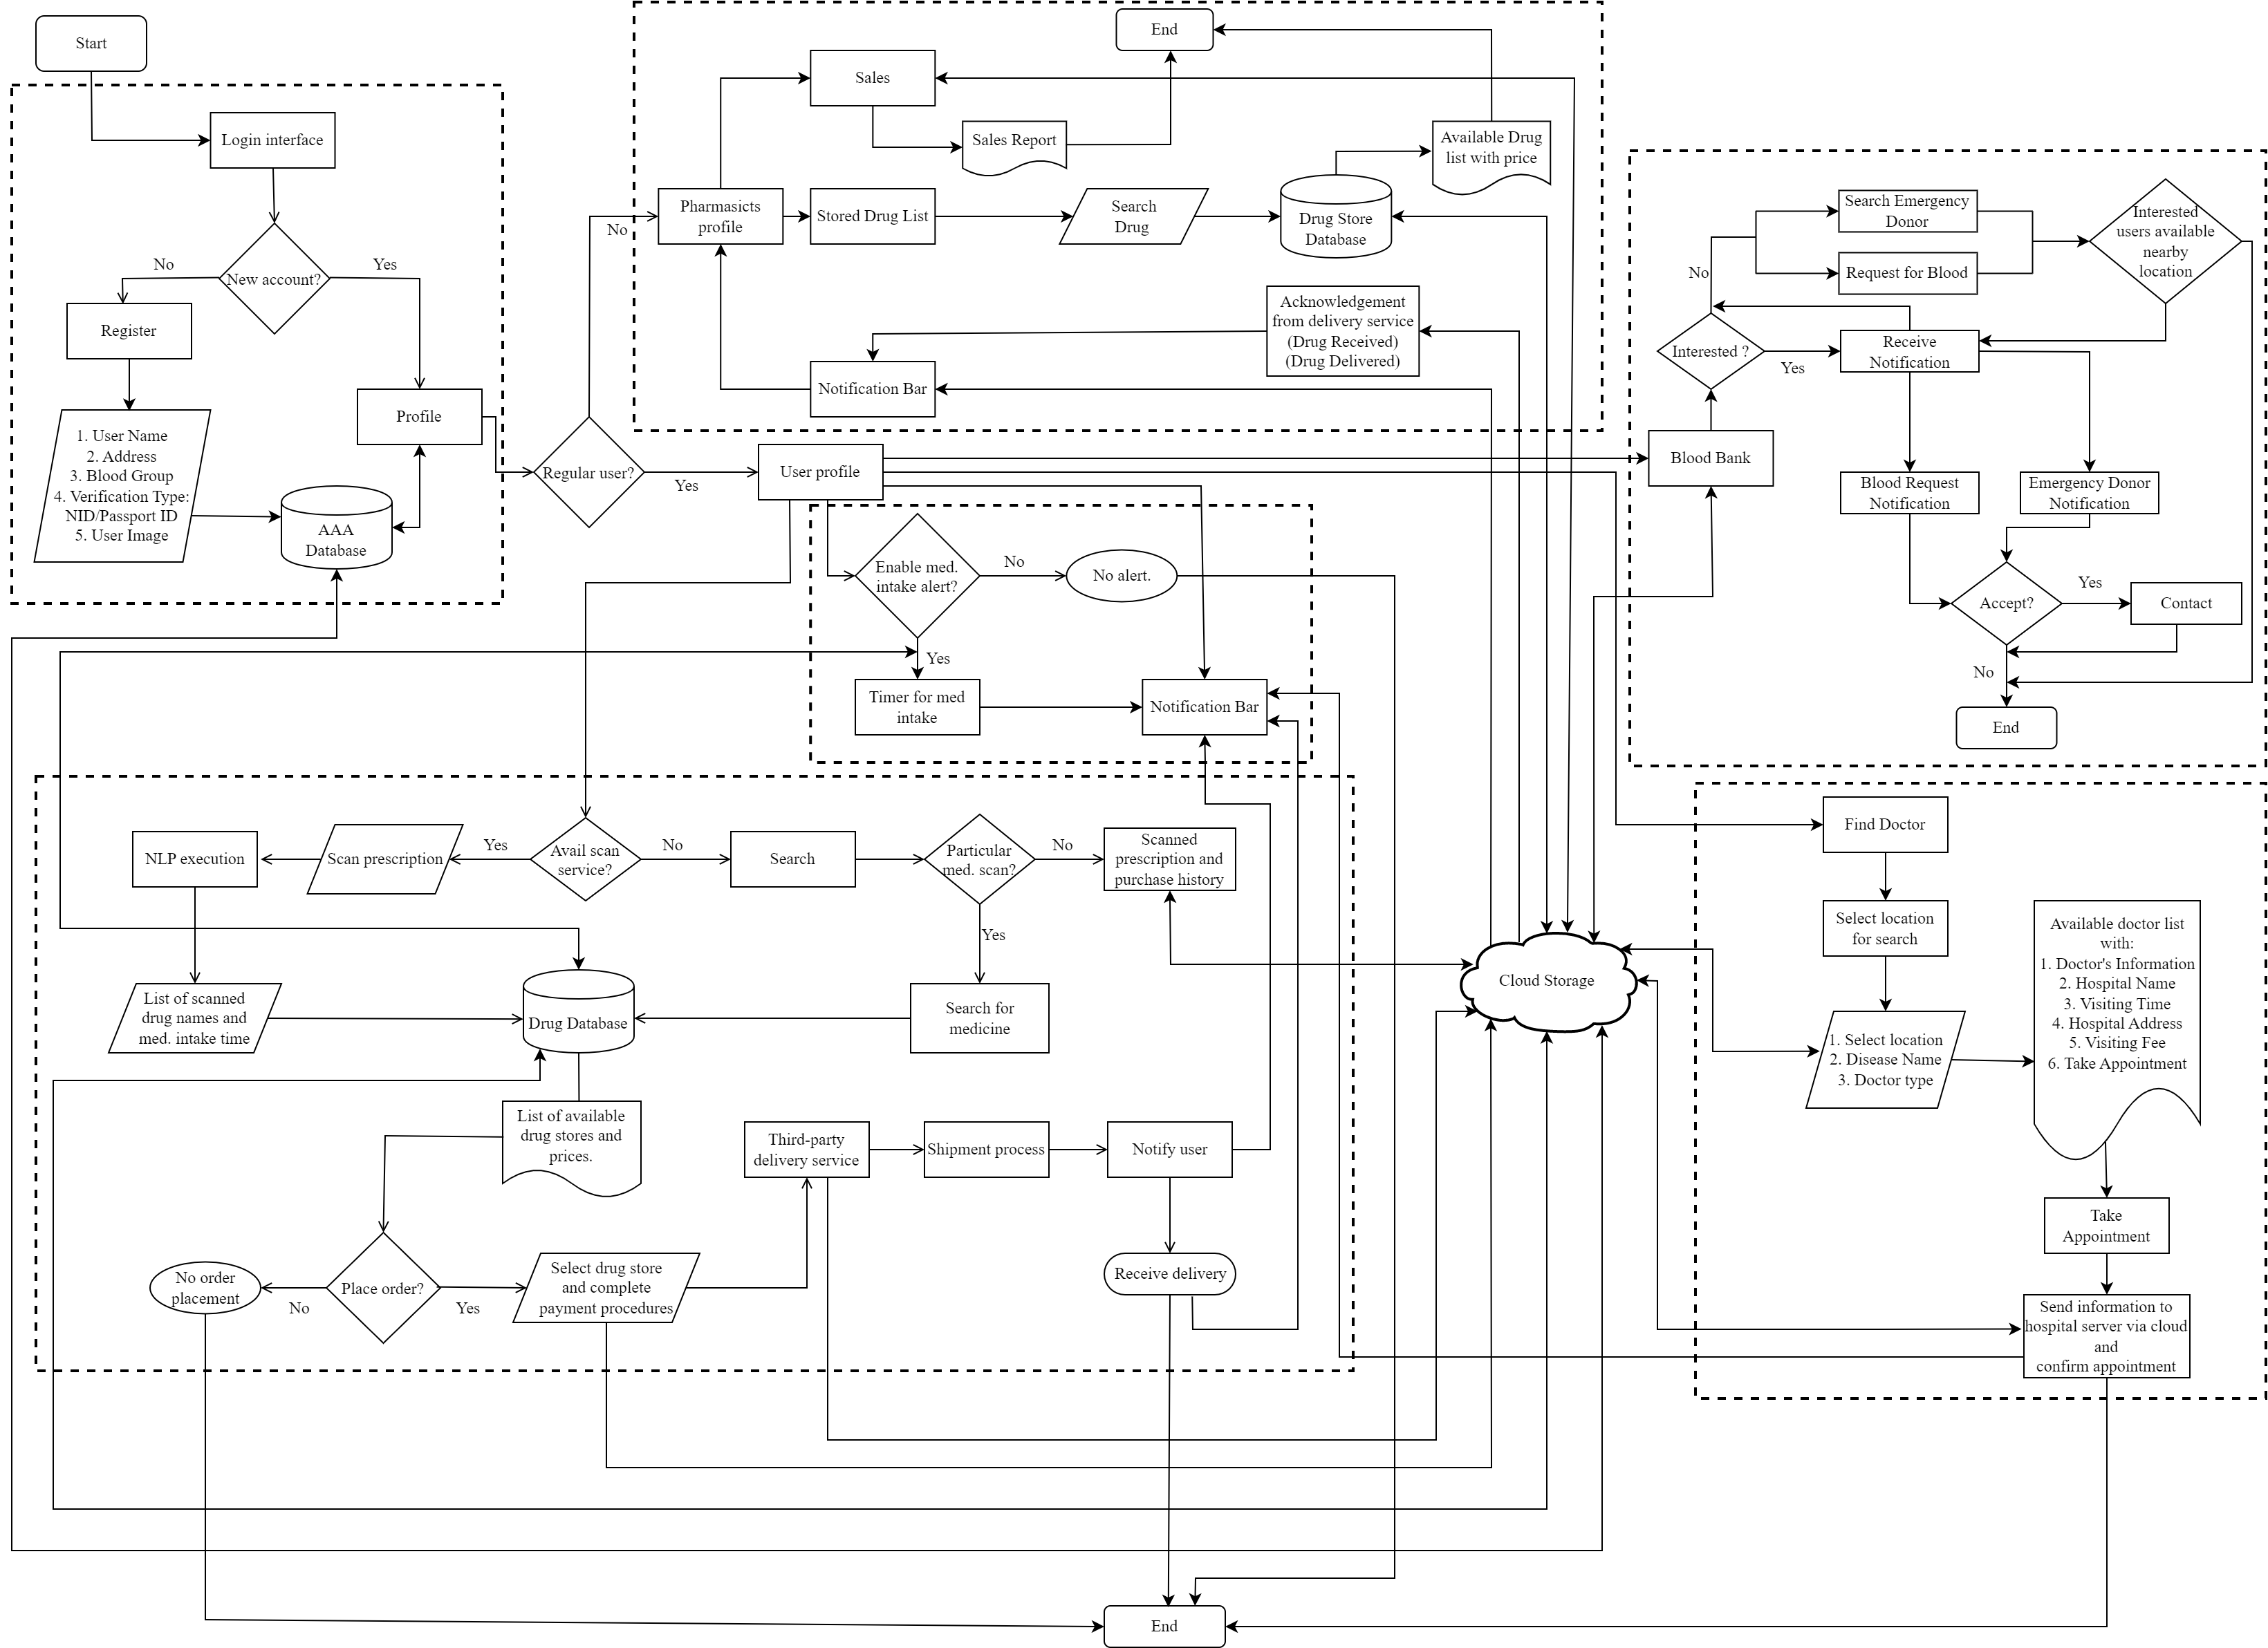 Start
Login interface
New account?
No
Yes
Register
Profile
1. User Name
2. Address
3. Blood Group
4. Verification Type:
NID/Passport ID
5. User Image
AAA
Database
Regular user?
No
Yes
End
Sales
Sales Report
Available Drug
list with price
Pharmasicts
profile
Stored Drug List
Search
Drug
Drug Store
Database
Acknowledgement
from delivery service
(Drug Received)
(Drug Delivered)
Notification Bar
User profile
Enable med.
intake alert?
No
No alert.
Yes
Timer for med
intake
Notification Bar
Search Emergency
Donor
Request for Blood
Interested
users available
nearby
location
No
Interested ?
Yes
Receive
Notification
Blood Bank
Blood Request
Notification
Emergency Donor
Notification
Accept?
Yes
Contact
No
End
NLP execution
Scan prescription
Yes
Avail scan
service?
No
Search
Particular
med. scan?
No
Scanned
prescription and
purchase history
Yes
List of scanned
drug names and
med. intake time
Drug Database
Search for
medicine
Cloud Storage
List of available
drug stores and
prices.
Third-party
delivery service
Shipment process
Notify user
No order
placement
No
Place order?
Yes
Select drug store
and complete
payment procedures
Receive delivery
Find Doctor
Select location
for search
1. Select location
2. Disease Name
3. Doctor type
Available doctor list
with:
1. Doctor's Information
2. Hospital Name
3. Visiting Time
4. Hospital Address
5. Visiting Fee
6. Take Appointment
Take
Appointment
Send information to
hospital server via cloud
and
confirm appointment
End